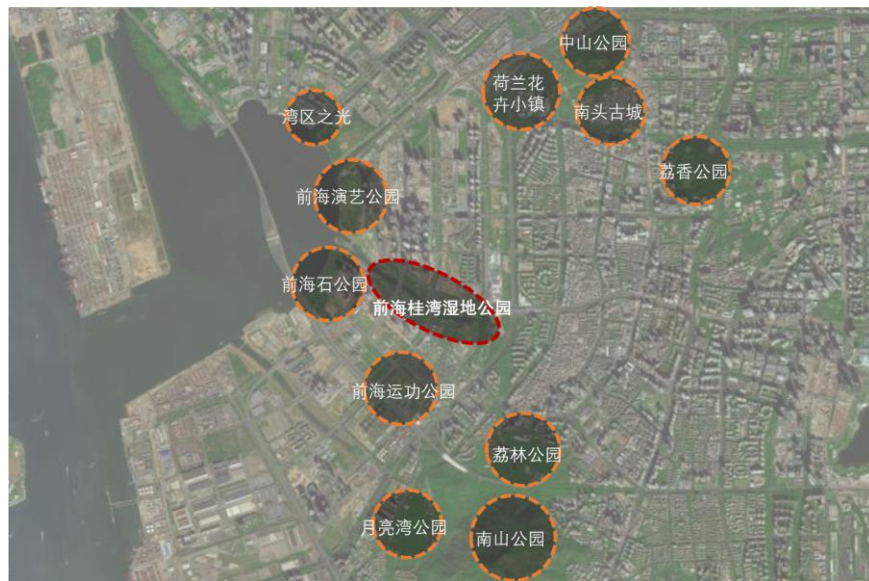 中山公园
荷兰花
卉小镇
南头古城
湾区之光
荔香公园
前海演艺公园
前海石公园
前海桂湾湿地公园
前海运功公园
荔林公园
月亮湾公园
南山公园